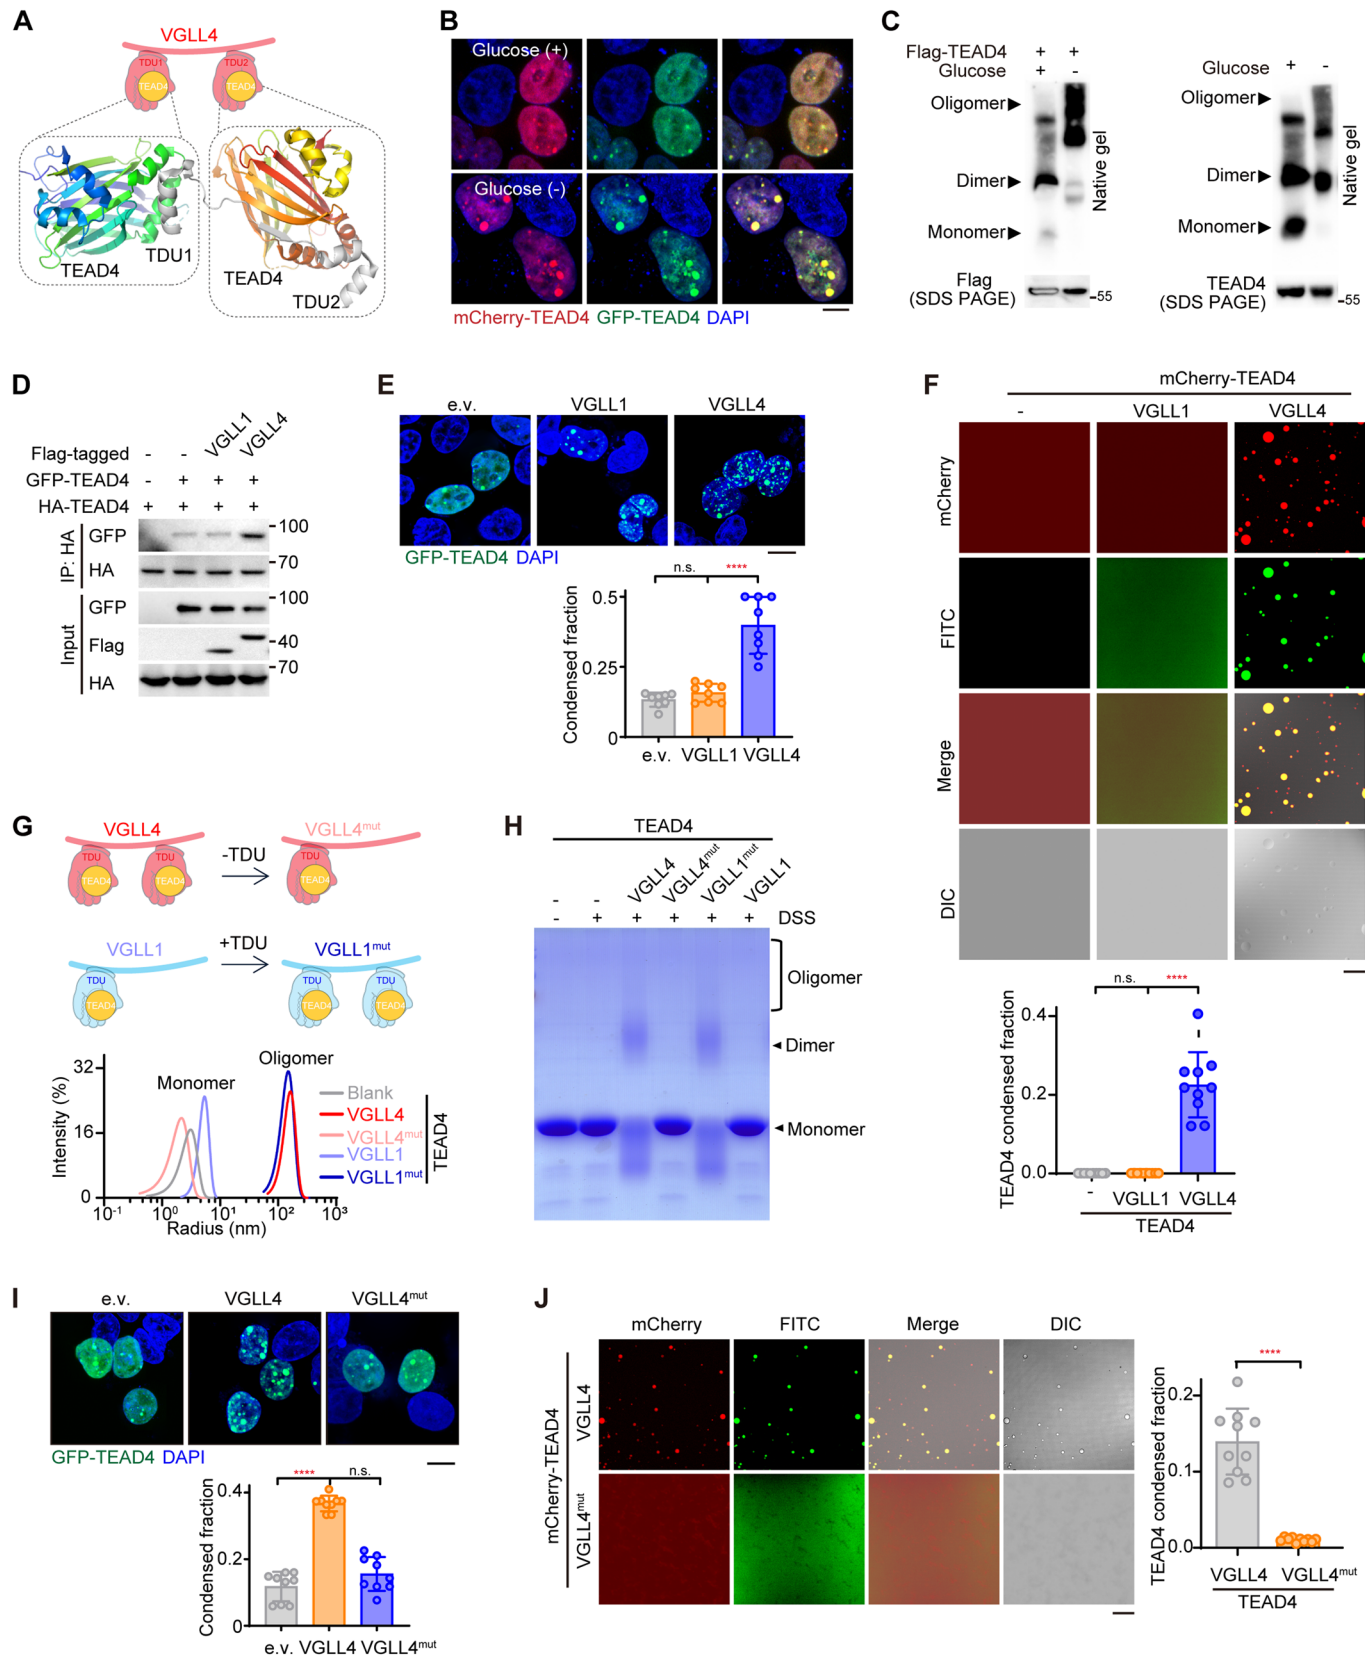 A
VGLL4
TDU1
TDU2
TEAD4
TEAD4
TEAD4
TDU1
TEAD4
TDU2
B
Glucose (+)
Glucose (-)
mCherry-TEAD4 GFP-TEAD4 DAPI
C
Flag-TEAD4 + +
Glucose + -
Oligomer
Dimer
Monomer
Native gel
Flag
(SDS PAGE)
-55
Glucose + -
Oligomer
Dimer
Monomer
Native gel
TEAD4
(SDS PAGE)
-55
D
VGLL1
VGLL4
Flag-tagged - -
GFP-TEAD4 - + + +
HA-TEAD4 + + + +
IP: HA
GFP
-100
HA
-70
Input
GFP
-100
Flag
-40
HA
-70
E
e.v. VGLL1 VGLL4
GFP-TEAD4 DAPI
n.s. ****
Condensed fraction
0.5
0.25
0
e.v. VGLL1 VGLL4
F
mCherry-TEAD4
- VGLL1 VGLL4
mCherry
FITC
Merge
DIC
n.s. ****
TEAD4 condensed fraction
0.4
0.2
0.0
- VGLL1 VGLL4
TEAD4
G
VGLL4
VGLL4mut
TDU TDU TDU
TEAD4 TEAD4 TEAD4
-TDU
VGLL1
+TDU
VGLL1mut
TDU TDU TDU
TEAD4 TEAD4 TEAD4
Oligomer
Monomer
Intensity (%)
32
16
0
10-1 100 101 102 103
Radius (nm)
Blank
VGLL4
VGLL4mut
VGLL1
VGLL1mut
TEAD4
H
TEAD4
- - VGLL4 VGLL4mut VGLL1mut VGLL1
- + + + + + DSS
Oligomer
Dimer
Monomer
I
e.v. VGLL4 VGLL4mut
GFP-TEAD4 DAPI
**** n.s.
Condensed fraction
0.4
0.2
0
e.v. VGLL4 VGLL4mut
J
mCherry FITC Merge DIC
mCherry-TEAD4
VGLL4
VGLL4mut
****
TEAD4 condensed fraction
0.2
0.1
0.0
VGLL4 VGLL4mut
TEAD4